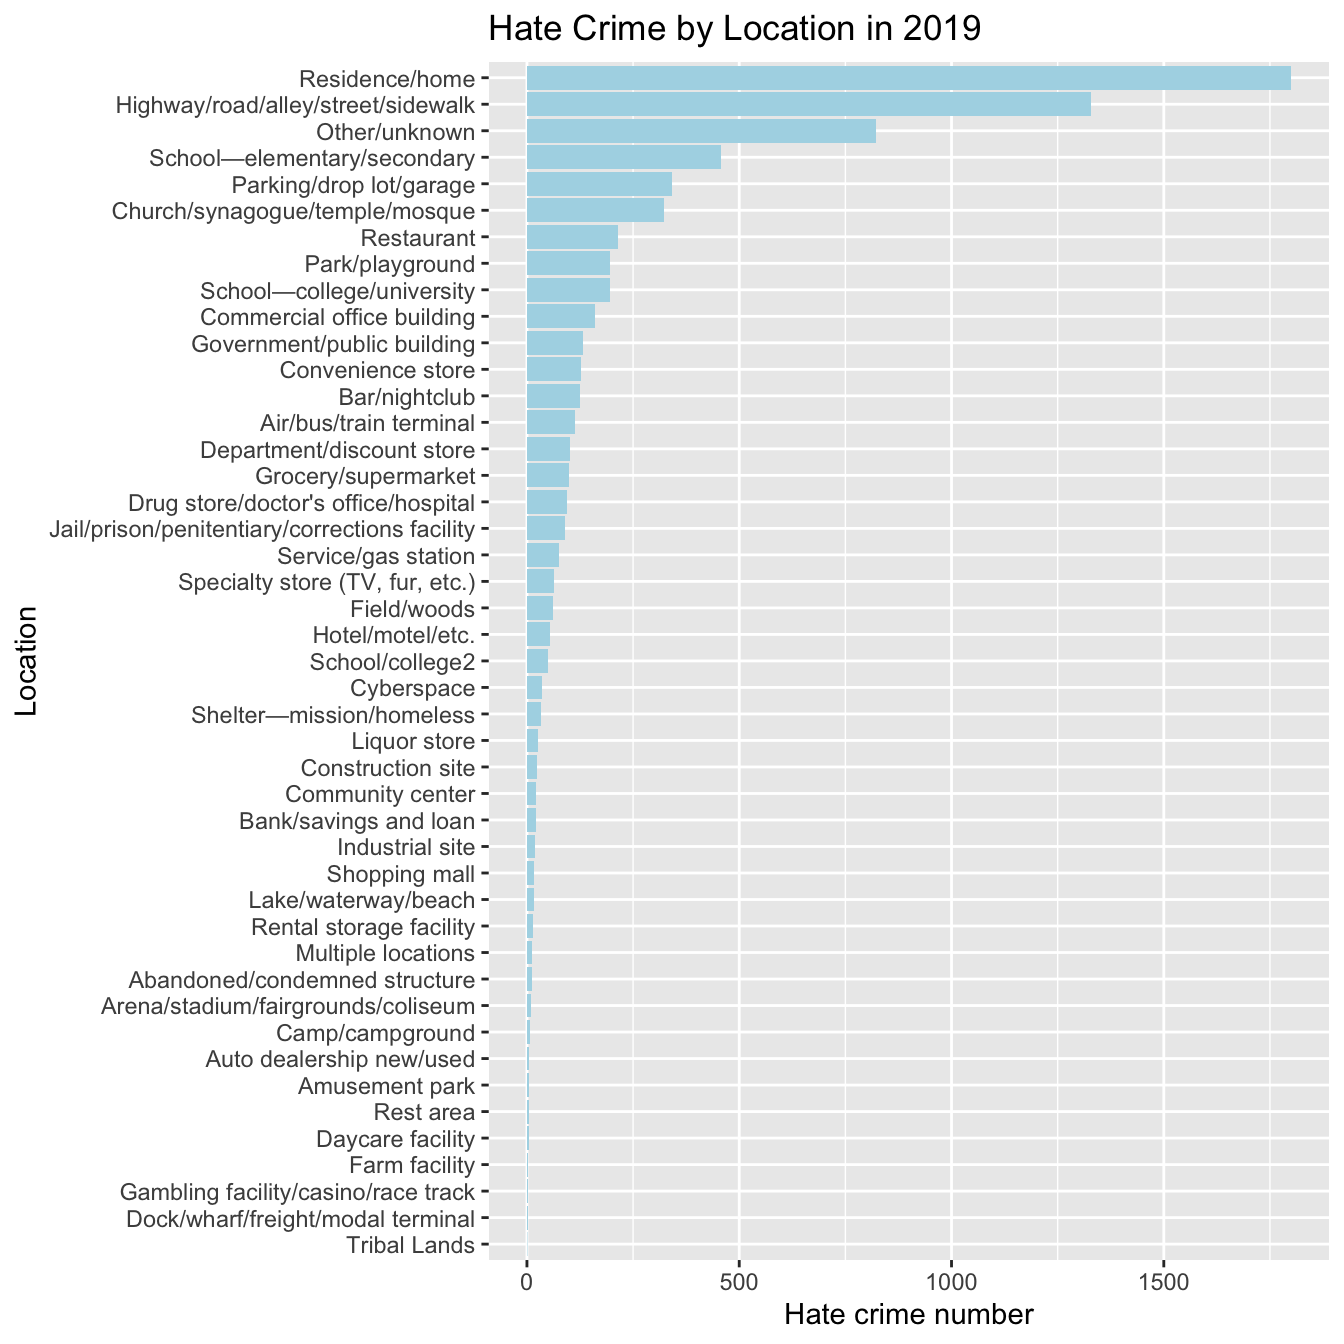 Hate Crime by Location in 2019
Residence/home
Highway/road/alley/street/sidewalk
Other/unknown
School—elementary/secondary
Parking/drop lot/garage
Church/synagogue/temple/mosque
Restaurant
Park/playground
School—college/university
Commercial office building
Government/public building
Convenience store
Bar/nightclub
Air/bus/train terminal
Department/discount store
Grocery/supermarket
Drug store/doctor's office/hospital
Jail/prison/penitentiary/corrections facility
Service/gas station
Specialty store (TV, fur, etc.)
Field/woods
Hotel/motel/etc.
School/college2
Cyberspace
Shelter—mission/homeless
Liquor store
Construction site
Community center
Bank/savings and loan
Industrial site
Shopping mall
Lake/waterway/beach
Rental storage facility
Multiple locations
Abandoned/condemned structure
Arena/stadium/fairgrounds/coliseum
Camp/campground
Auto dealership new/used
Amusement park
Rest area
Daycare facility
Farm facility
Gambling facility/casino/race track
Dock/wharf/freight/modal terminal
Tribal Lands
Location
0 500 1000 1500
Hate crime number